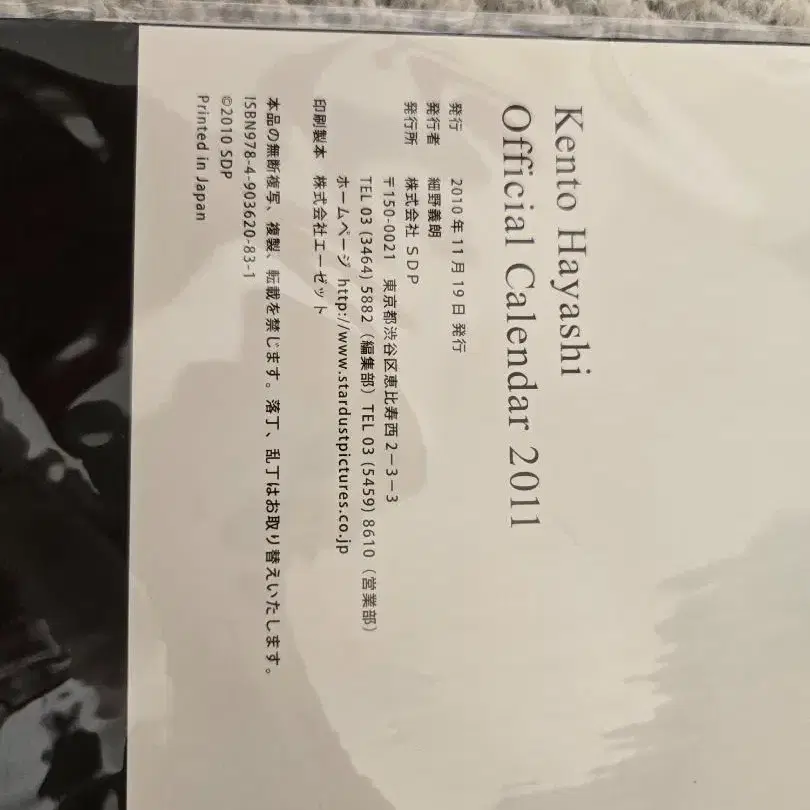 Kento Hayashi
Official Calendar 2011
発行 2010年11月19日 発行
発行者 細野義朗
発行所 株式会社 SDP
〒150-0021 東京都渋谷区恵比寿西2−3−3
TEL 03 (3464) 5882（編集部）TEL 03 (5459) 8610（営業部）
ホームページ http://www.stardustpictures.co.jp
印刷製本 株式会社エーゼット
本品の無断複写、複製、転載を禁じます。落丁、乱丁はお取り替えいたします。
ISBN978-4-903620-83-1
©2010 SDP
Printed in Japan